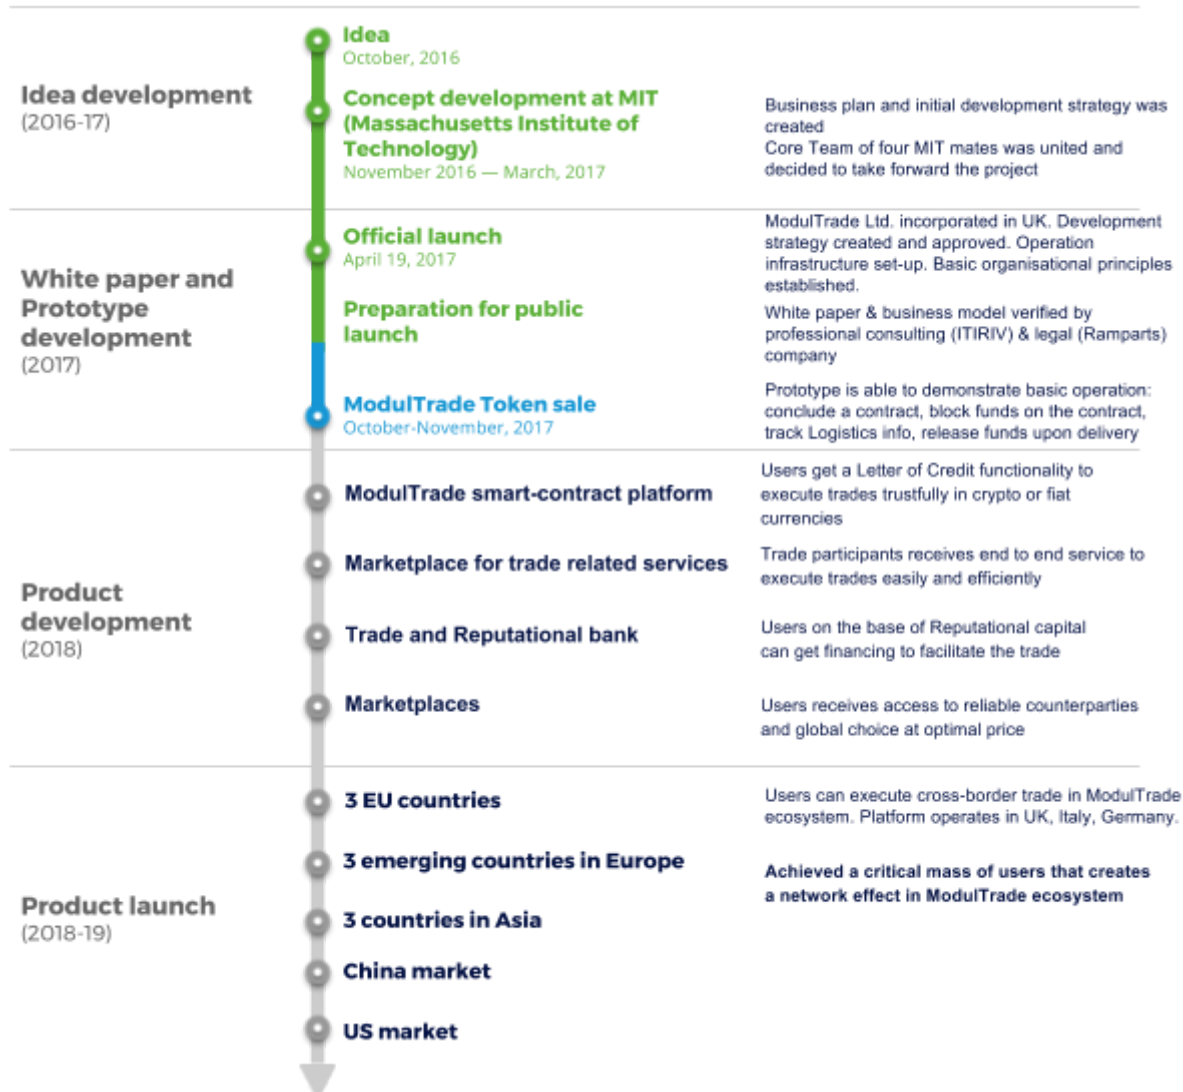 Idea development
(2016-17)
Idea
October, 2016
Concept development at MIT
(Massachusetts Institute of
Technology)
November 2016 — March, 2017
Business plan and initial development strategy was
created
Core Team of four MIT mates was united and
decided to take forward the project
White paper and
Prototype
development
(2017)
Official launch
April 19, 2017
ModulTrade Ltd. incorporated in UK. Development
strategy created and approved. Operation
infrastructure set-up. Basic organisational principles
established.
Preparation for public
launch
White paper & business model verified by
professional consulting (ITIRIV) & legal (Ramparts)
company
ModulTrade Token sale
October-November, 2017
Prototype is able to demonstrate basic operation:
conclude a contract, block funds on the contract,
track Logistics info, release funds upon delivery
Product
development
(2018)
ModulTrade smart-contract platform
Users get a Letter of Credit functionality to
execute trades trustfully in crypto or fiat
currencies
Marketplace for trade related services
Trade participants receives end to end service to
execute trades easily and efficiently
Trade and Reputational bank
Users on the base of Reputational capital
can get financing to facilitate the trade
Marketplaces
Users receives access to reliable counterparties
and global choice at optimal price
Product launch
(2018-19)
3 EU countries
Users can execute cross-border trade in ModulTrade
ecosystem. Platform operates in UK, Italy, Germany.
3 emerging countries in Europe
Achieved a critical mass of users that creates
a network effect in ModulTrade ecosystem
3 countries in Asia
China market
US market